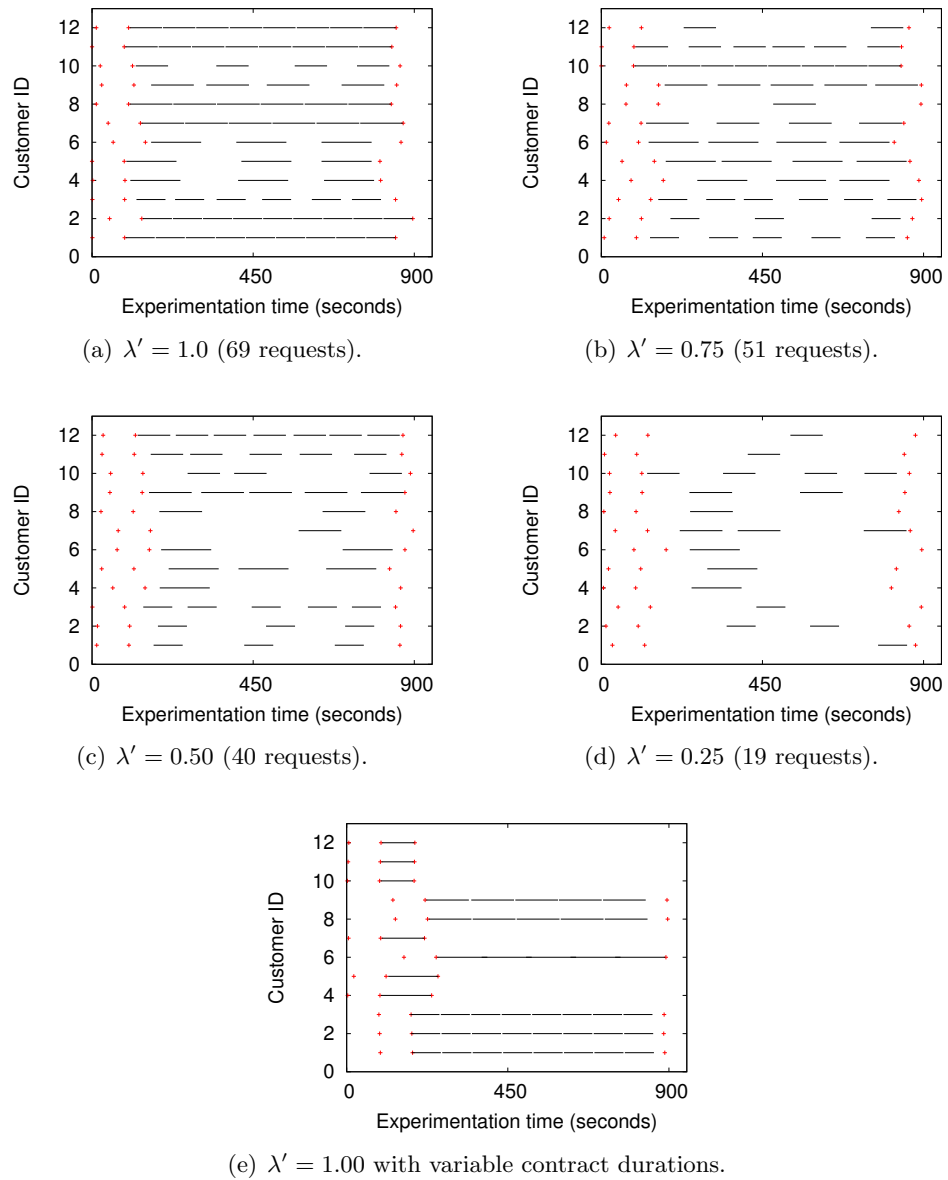 12
10
8
6
4
2
0
Customer ID
0 450 900
Experimentation time (seconds)
(a) λ′ = 1.0 (69 requests).
12
10
8
6
4
2
0
Customer ID
0 450 900
Experimentation time (seconds)
(b) λ′ = 0.75 (51 requests).
12
10
8
6
4
2
0
Customer ID
0 450 900
Experimentation time (seconds)
(c) λ′ = 0.50 (40 requests).
12
10
8
6
4
2
0
Customer ID
0 450 900
Experimentation time (seconds)
(d) λ′ = 0.25 (19 requests).
12
10
8
6
4
2
0
Customer ID
0 450 900
Experimentation time (seconds)
(e) λ′ = 1.00 with variable contract durations.